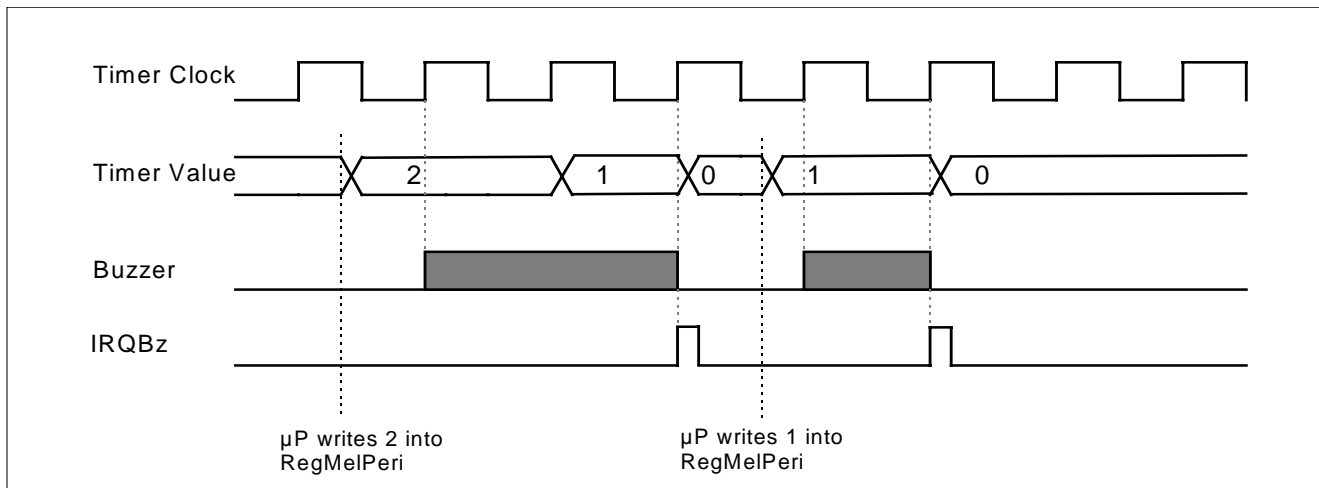 Timer Clock
Timer Value
2
1
0
1
0
Buzzer
IRQBz
µP writes 2 into
RegMelPeri
µP writes 1 into
RegMelPeri